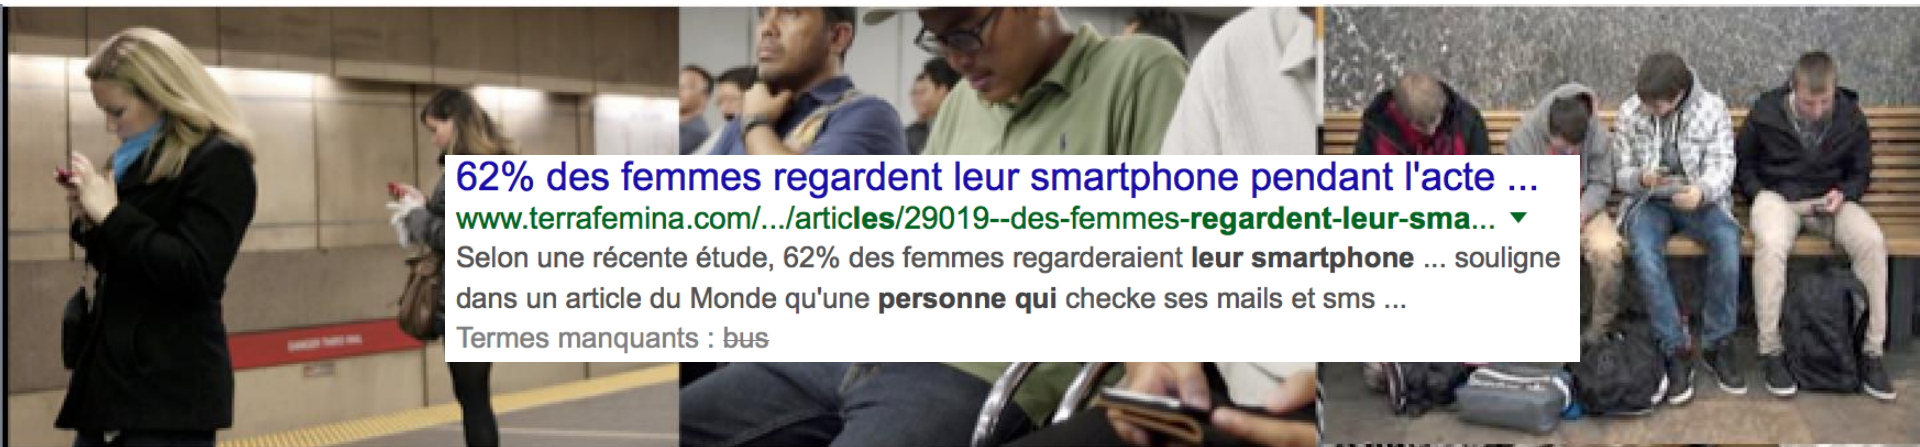 62% des femmes regardent leur smartphone pendant l'acte ...
www.terrafemina.com/.../articles/29019--des-femmes-regardent-leur-sma...
Selon une récente étude, 62% des femmes regarderaient leur smartphone ... souligne
dans un article du Monde qu'une personne qui checke ses mails et sms ...
Termes manquants : bus